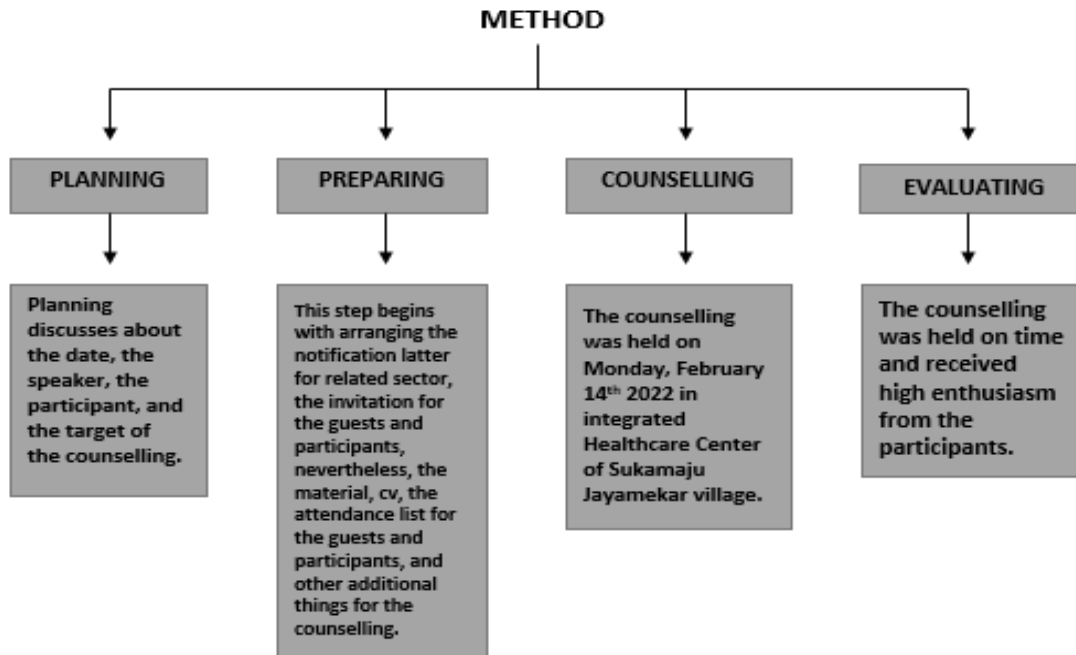 METHOD
PLANNING
PREPARING
COUNSELLING
EVALUATING
Planning
discusses about
the date, the
speaker, the
participant, and
the target of
the counselling.
This step begins
with arranging the
notification latter
for related sector,
the invitation for
the guests and
participants,
nevertheless, the
material, cv, the
attendance list for
the guests and
participants, and
other additional
things for the
counselling.
The counselling
was held on
Monday, February
14th 2022 in
integrated
Healthcare Center
of Sukamaju
Jayamekar village.
The counselling
was held on time
and received
high enthusiasm
from the
participants.